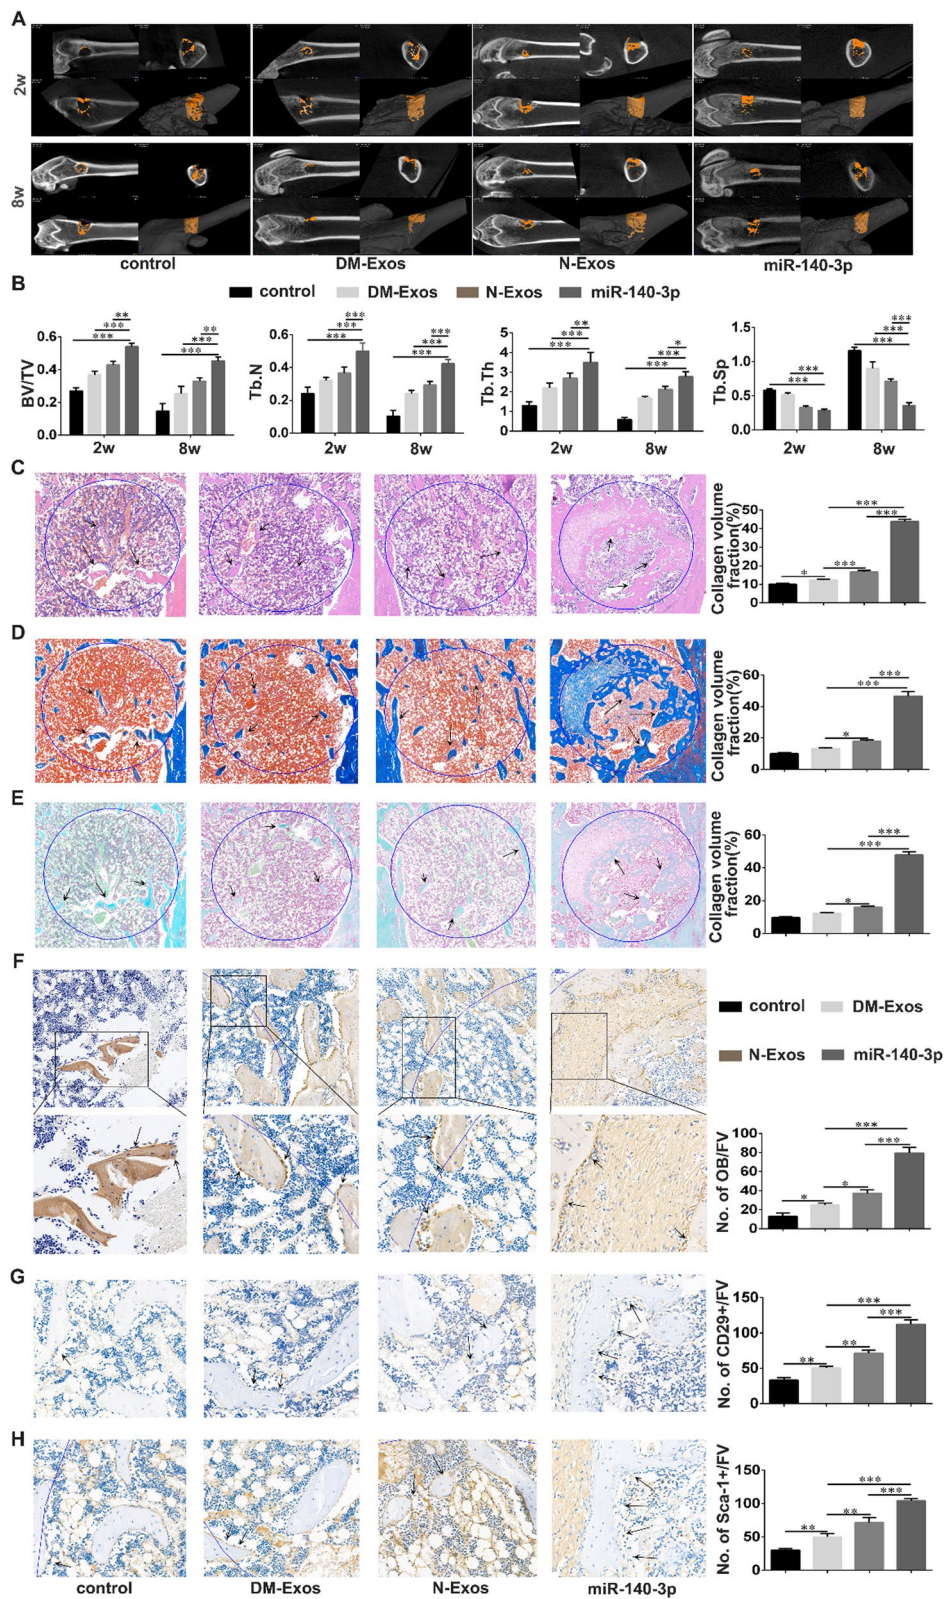 A
2w
8w
control DM-Exos N-Exos miR-140-3p
B
control DM-Exos N-Exos miR-140-3p
BV/TV
0.6
0.4
0.2
0.0
2w 8w
** *** *** ** *** ***
Tb.N
0.6
0.4
0.2
0.0
2w 8w
*** *** *** *** *** ***
Tb.Th
5
4
3
2
1
0
2w 8w
** *** *** * *** ***
Tb.Sp
1.5
1.0
0.5
0.0
2w 8w
*** *** *** *** ***
C
Collagen volume
fraction(%)
50
40
30
20
10
0
* *** *** ***
D
Collagen volume
fraction(%)
60
40
20
0
* *** ***
E
Collagen volume
fraction(%)
60
40
20
0
* *** ***
F
control DM-Exos
N-Exos miR-140-3p
No. of OB/FV
100
80
60
40
20
0
* * *** ***
G
No. of CD29+/FV
150
100
50
0
** ** *** ***
H
No. of Sca-1+/FV
150
100
50
0
** ** *** ***
control DM-Exos N-Exos miR-140-3p